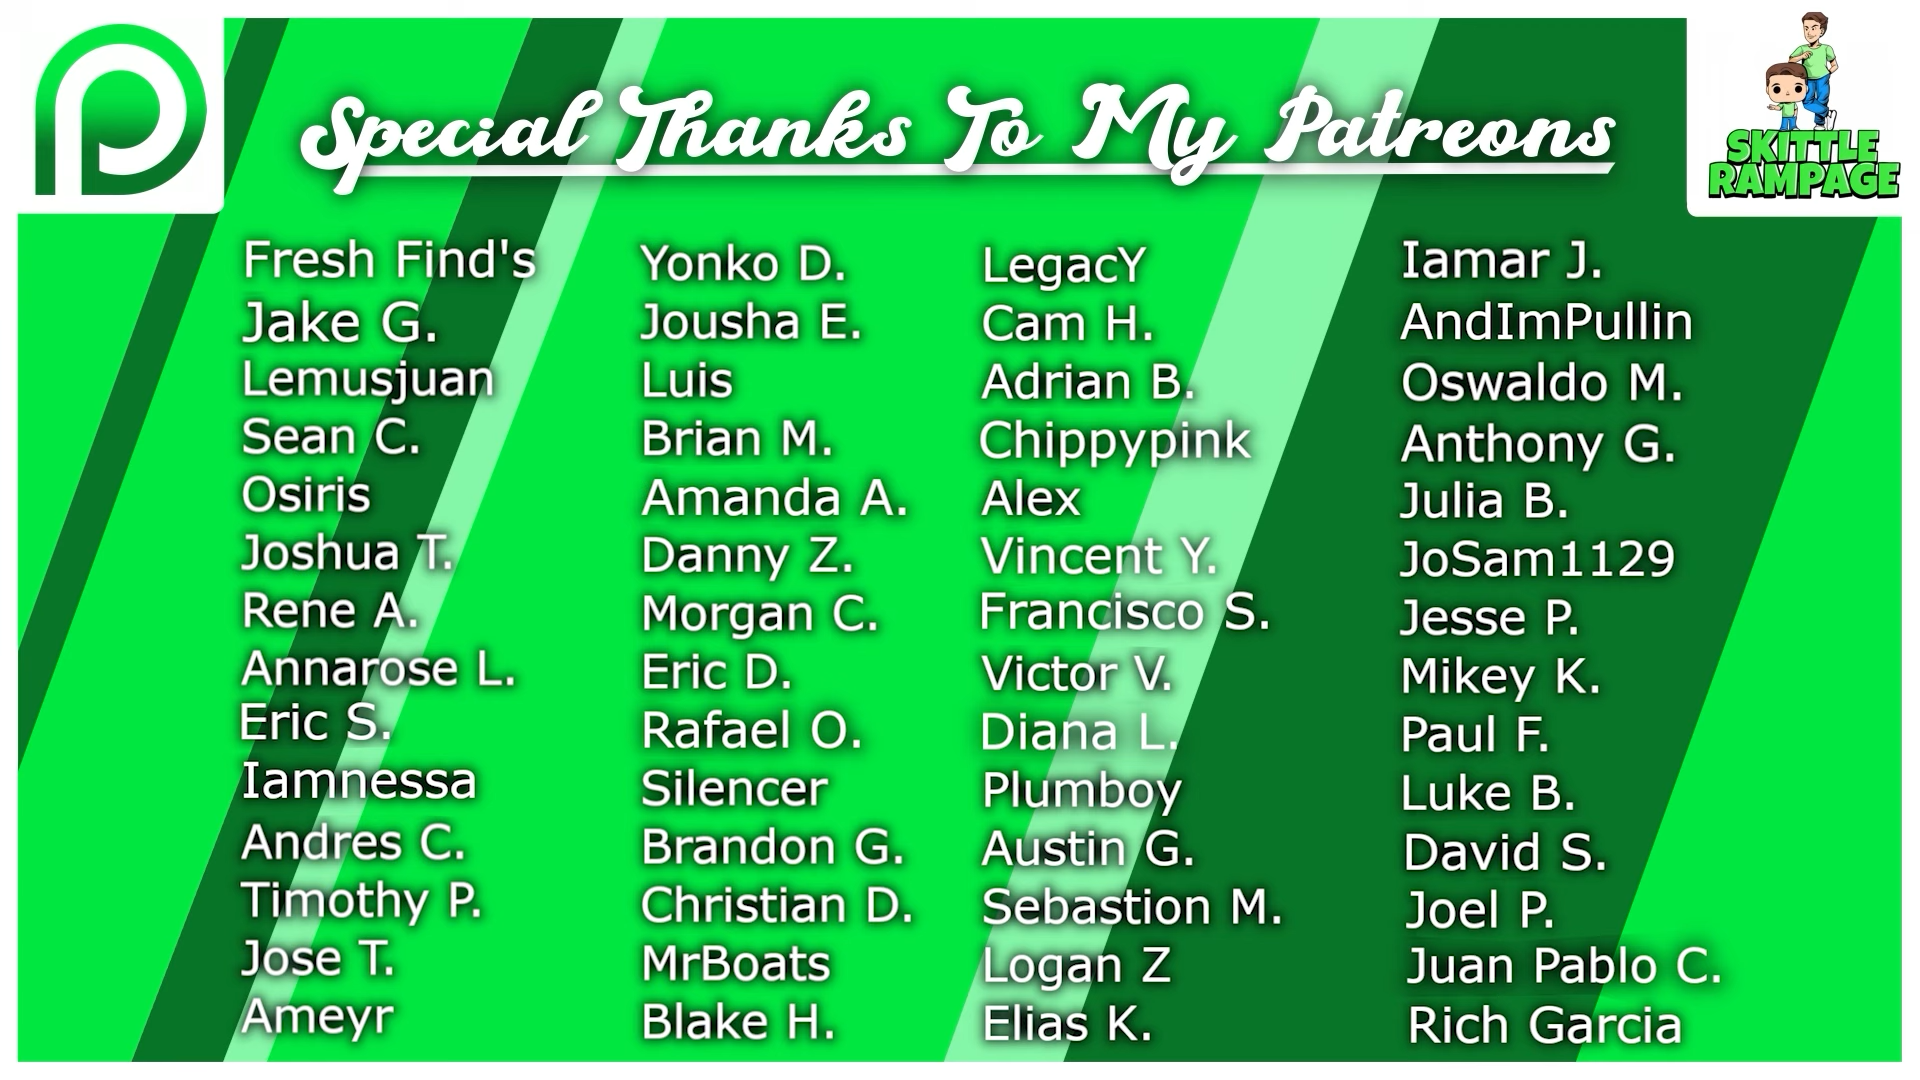 Special Thanks To My Patreons
SKITTLE
RAMPAGE
Fresh Find's
Jake G.
Lemusjuan
Sean C.
Osiris
Joshua T.
Rene A.
Annarose L.
Eric S.
Iamnessa
Andres C.
Timothy P.
Jose T.
Ameyr
Yonko D.
Jousha E.
Luis
Brian M.
Amanda A.
Danny Z.
Morgan C.
Eric D.
Rafael O.
Silencer
Brandon G.
Christian D.
MrBoats
Blake H.
LegacY
Cam H.
Adrian B.
Chippypink
Alex
Vincent Y.
Francisco S.
Victor V.
Diana L.
Plumboy
Austin G.
Sebastion M.
Logan Z
Elias K.
Iamar J.
AndImPullin
Oswaldo M.
Anthony G.
Julia B.
JoSam1129
Jesse P.
Mikey K.
Paul F.
Luke B.
David S.
Joel P.
Juan Pablo C.
Rich Garcia